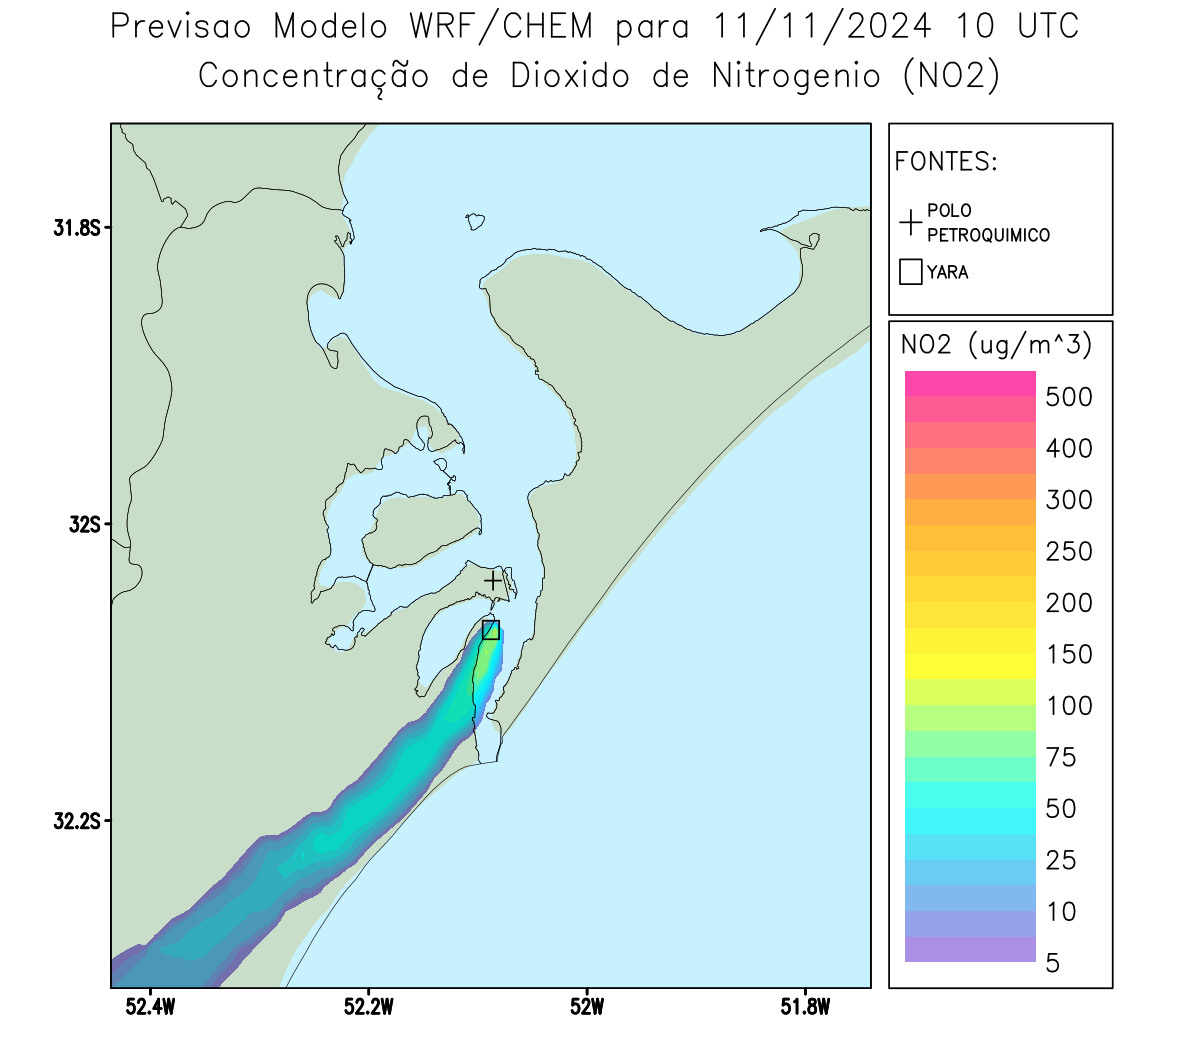 Previsao Modelo WRF/CHEM para 11/11/2024 10 UTC
Concentração de Dioxido de Nitrogenio (NO2)
FONTES:
POLO
PETROQUIMICO
YARA
NO2 (ug/m^3)
500
400
300
250
200
150
100
75
50
25
10
5
31.8S
32S
32.2S
52.4W
52.2W
52W
51.8W